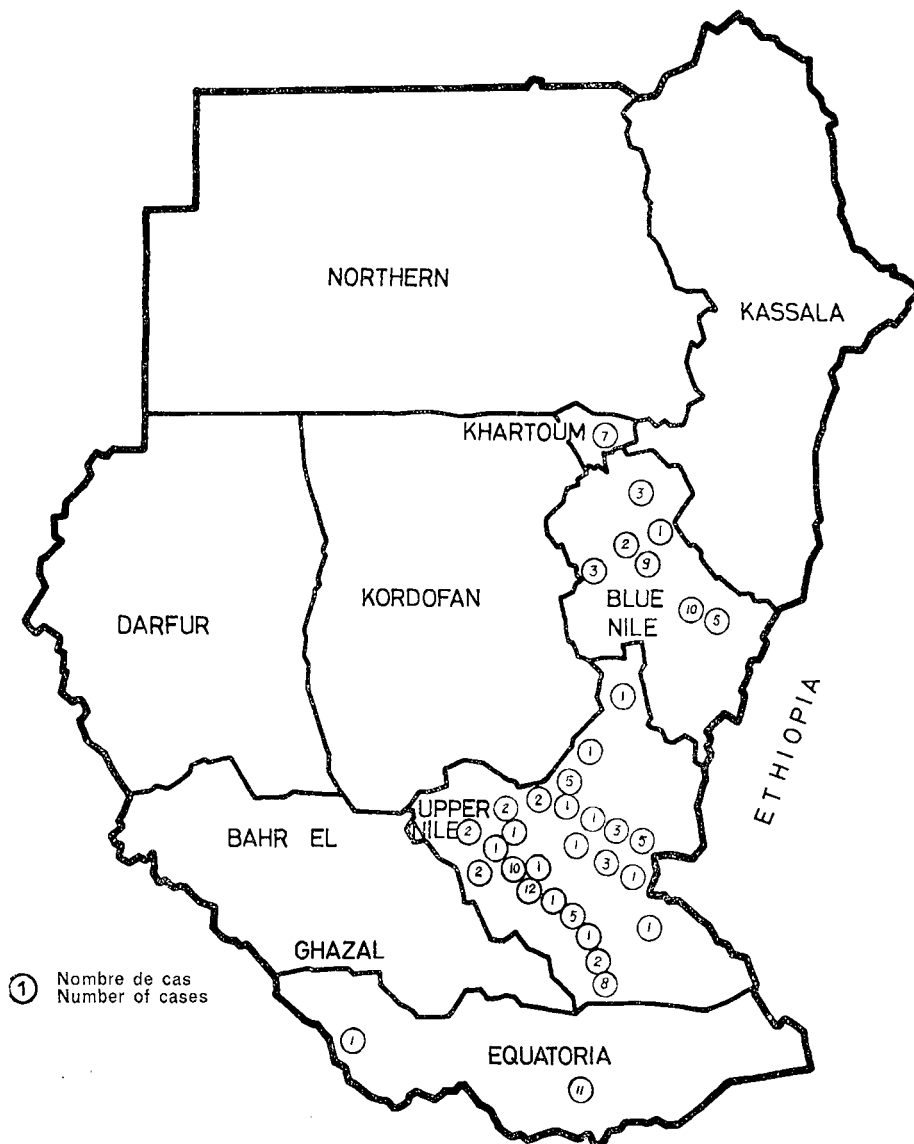 NORTHERN
KASSALA
KHARTOUM
7
3
1
2
9
3
KORDOFAN
BLUE
NILE
10
5
DARFUR
ETHIOPIA
1
1
5
2
1
UPPER
NILE
2
2
1
1
3
5
1
1
3
1
2
10
1
12
1
5
1
1
2
8
BAHR EL
GHAZAL
1 Nombre de cas
Number of cases
1
EQUATORIA
11